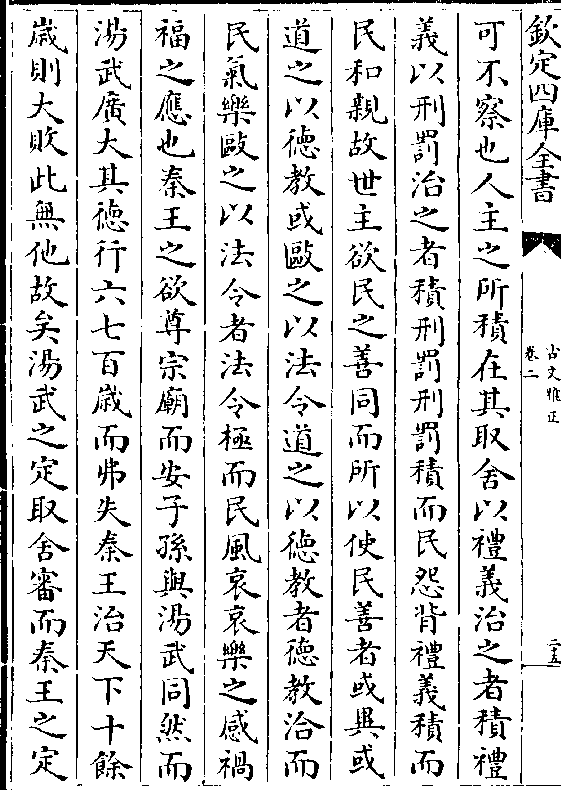 欽定四庫全書
古文雅正
卷二
二十五
可不察也人主之所積在其取舍以禮義治之者積禮
義以刑罰治之者積刑罰刑罰積而民怨背禮義積而
民和親故世主欲民之善同而所以使民善者或異或
道之以德教或毆之以法令道之以德教者德教洽而
民氣樂毆之以法令者法令極而民風哀哀樂之感禍
福之應也秦王之欲尊宗廟而安子孫與湯武同然而
湯武廣大其德行六七百歲而弗失秦王治天下十餘
歲則大敗此無他故矣湯武之定取舍審而秦王之定